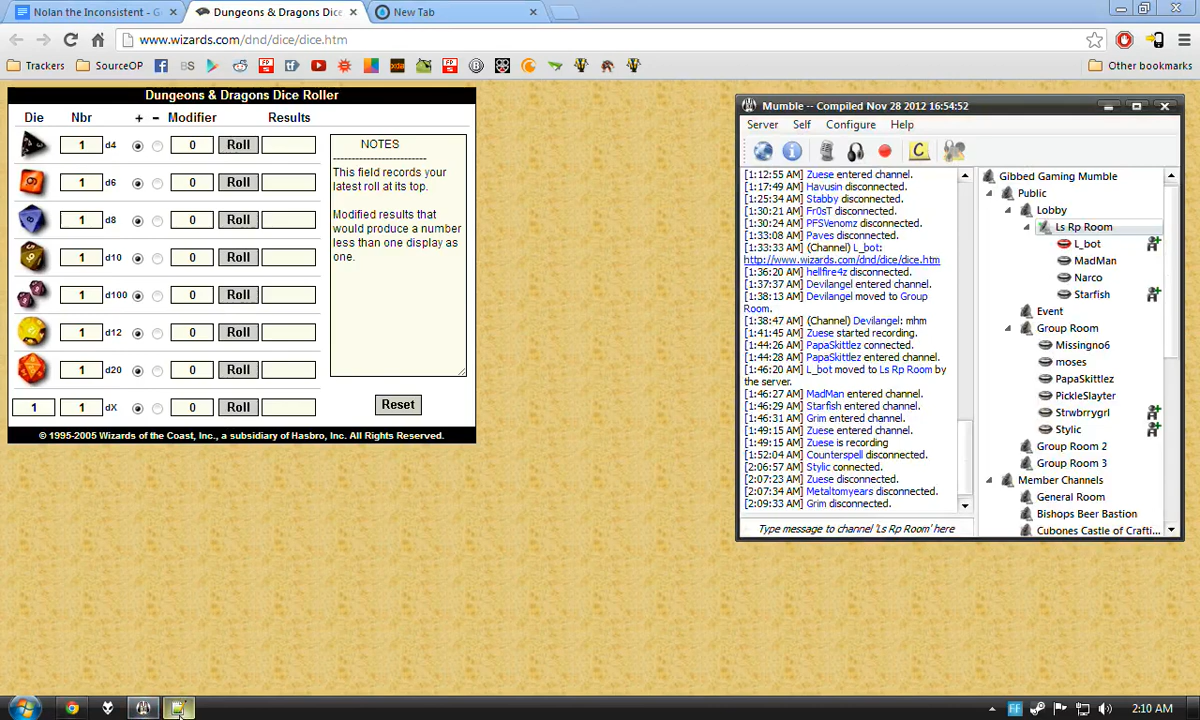 Nolan the Inconsistent - G
Dungeons & Dragons Dice
New Tab
www.wizards.com/dnd/dice/dice.htm
Trackers
SourceOP
BS
Other bookmarks
Dungeons & Dragons Dice Roller
Die Nbr + - Modifier Results
1 d4 0 Roll
1 d6 0 Roll
1 d8 0 Roll
1 d10 0 Roll
1 d100 0 Roll
1 d12 0 Roll
1 d20 0 Roll
1 1 dX 0 Roll
NOTES
--------------------------
This field records your
latest roll at its top.
Modified results that
would produce a number
less than one display as
one.
Reset
© 1995-2005 Wizards of the Coast, Inc., a subsidiary of Hasbro, Inc. All Rights Reserved.
Mumble -- Compiled Nov 28 2012 16:54:52
Server Self Configure Help
[1:12:55 AM] Zuese entered channel.
[1:17:49 AM] Havusin disconnected.
[1:25:34 AM] Stabby disconnected.
[1:30:21 AM] Fr0sT disconnected.
[1:30:24 AM] PFSVenomz disconnected.
[1:33:08 AM] Paves disconnected.
[1:33:33 AM] (Channel) L_bot:
http://www.wizards.com/dnd/dice/dice.htm
[1:36:20 AM] hellfire4z disconnected.
[1:37:37 AM] Devilangel entered channel.
[1:38:13 AM] Devilangel moved to Group
Room.
[1:38:47 AM] (Channel) Devilangel: mhm
[1:41:45 AM] Zuese started recording.
[1:44:26 AM] PapaSkittlez connected.
[1:44:28 AM] PapaSkittlez entered channel.
[1:46:20 AM] L_bot moved to Ls Rp Room by
the server.
[1:46:27 AM] MadMan entered channel.
[1:46:29 AM] Starfish entered channel.
[1:46:31 AM] Grim entered channel.
[1:49:15 AM] Zuese entered channel.
[1:49:15 AM] Zuese is recording
[1:52:04 AM] Counterspell disconnected.
[2:06:57 AM] Stylic connected.
[2:07:23 AM] Zuese disconnected.
[2:07:34 AM] Metaltomyears disconnected.
[2:09:33 AM] Grim disconnected.
Type message to channel 'Ls Rp Room' here
Gibbed Gaming Mumble
Public
Lobby
Ls Rp Room
L_bot
MadMan
Narco
Starfish
Event
Group Room
Missingno6
moses
PapaSkittlez
PickleSlayter
Strwbrrygrl
Stylic
Group Room 2
Group Room 3
Member Channels
General Room
Bishops Beer Bastion
Cubones Castle of Crafti...
FF
2:10 AM